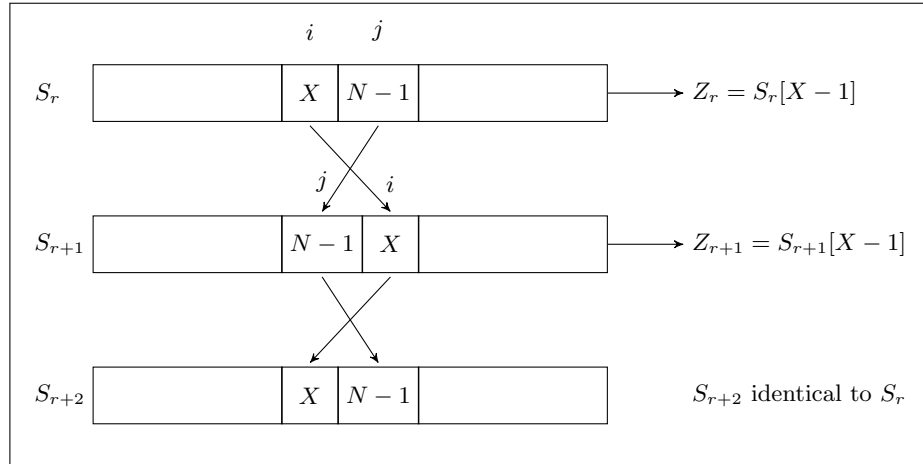 i j
S_r X N − 1 Z_r = S_r[X − 1]
j i
S_{r+1} N − 1 X Z_{r+1} = S_{r+1}[X − 1]
S_{r+2} X N − 1 S_{r+2} identical to S_r